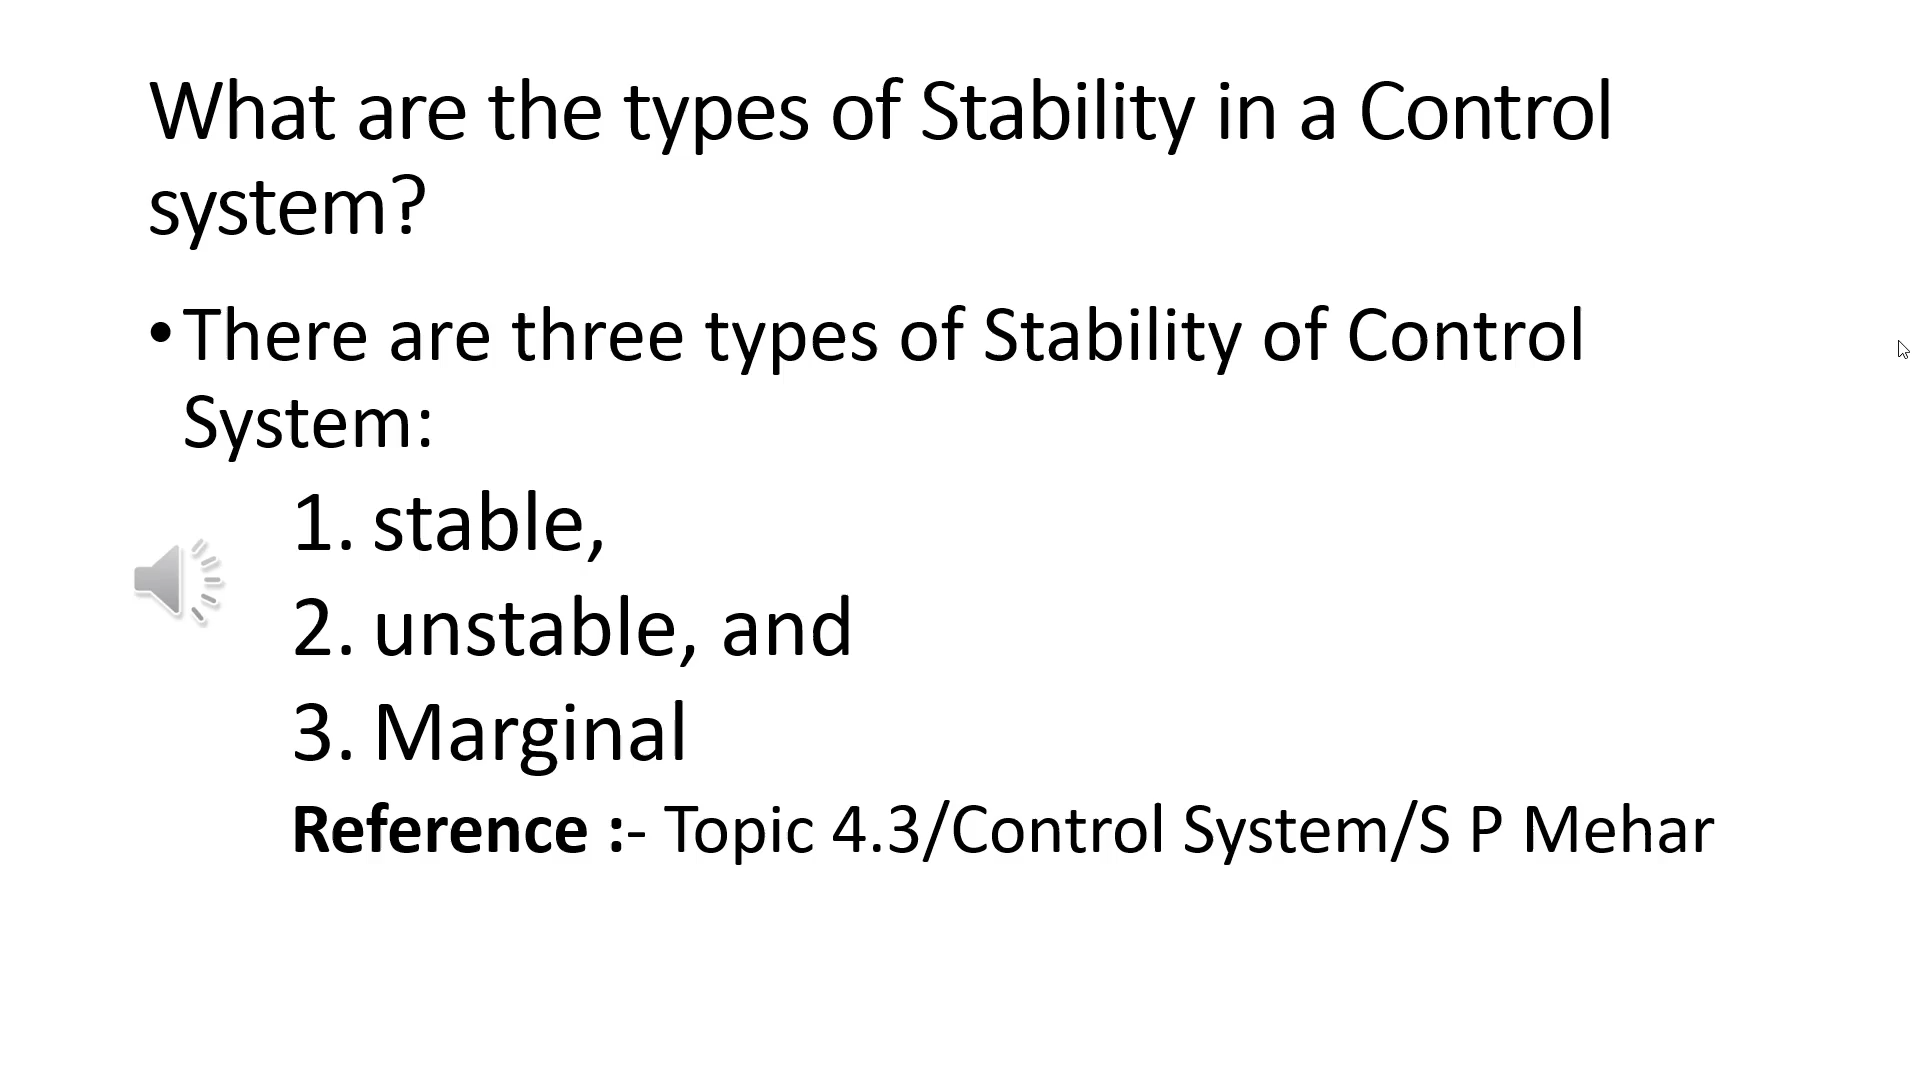 What are the types of Stability in a Control
system?
• There are three types of Stability of Control
System:
1. stable,
2. unstable, and
3. Marginal
Reference :- Topic 4.3/Control System/S P Mehar